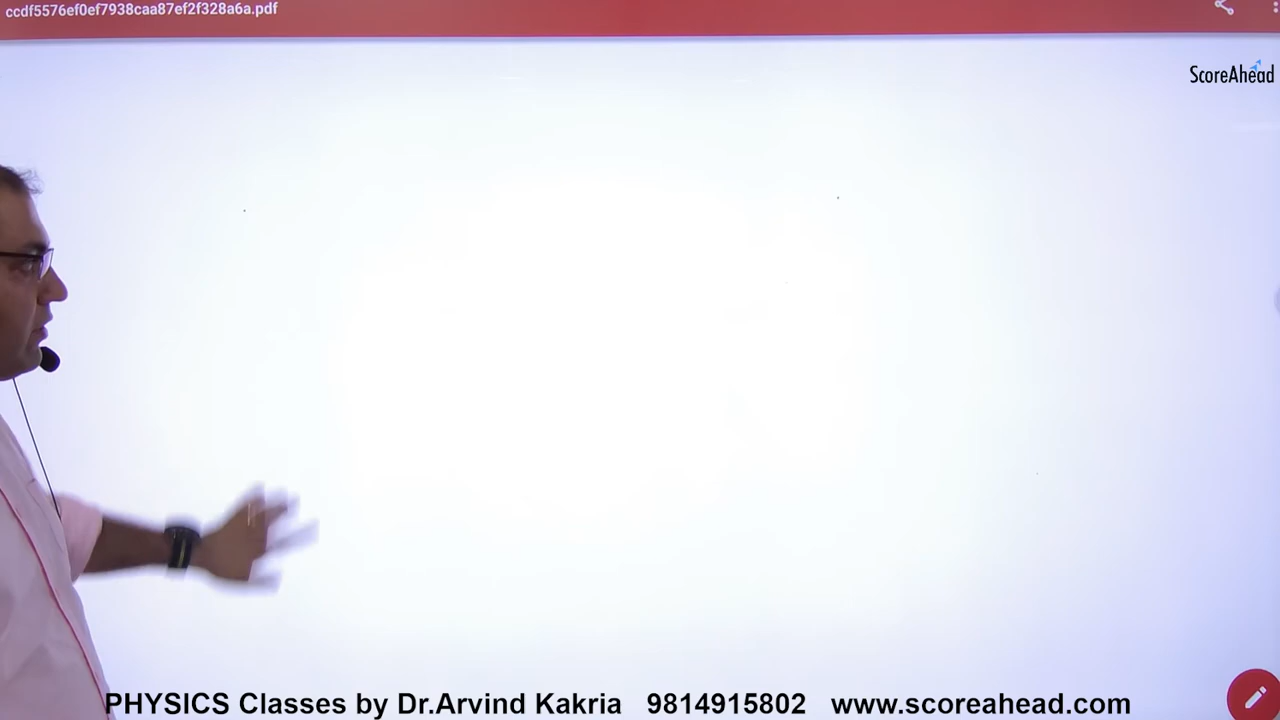 ccdf5576ef0ef7938caa87ef2f328a6a.pdf
ScoreAhead
PHYSICS Classes by Dr.Arvind Kakria 9814915802 www.scoreahead.com